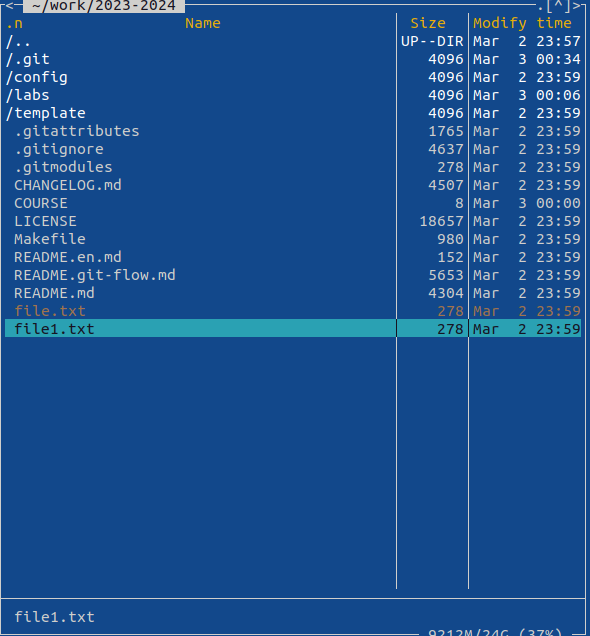 <- ~/work/2023-2024 .[^]>
.n Name Size Modify time
/.. UP--DIR Mar 2 23:57
/.git 4096 Mar 3 00:34
/config 4096 Mar 2 23:59
/labs 4096 Mar 3 00:06
/template 4096 Mar 2 23:59
.gitattributes 1765 Mar 2 23:59
.gitignore 4637 Mar 2 23:59
.gitmodules 278 Mar 2 23:59
CHANGELOG.md 4507 Mar 2 23:59
COURSE 8 Mar 3 00:00
LICENSE 18657 Mar 2 23:59
Makefile 980 Mar 2 23:59
README.en.md 152 Mar 2 23:59
README.git-flow.md 5653 Mar 2 23:59
README.md 4304 Mar 2 23:59
file.txt 278 Mar 2 23:59
file1.txt 278 Mar 2 23:59
file1.txt
9212M/24G (37%)